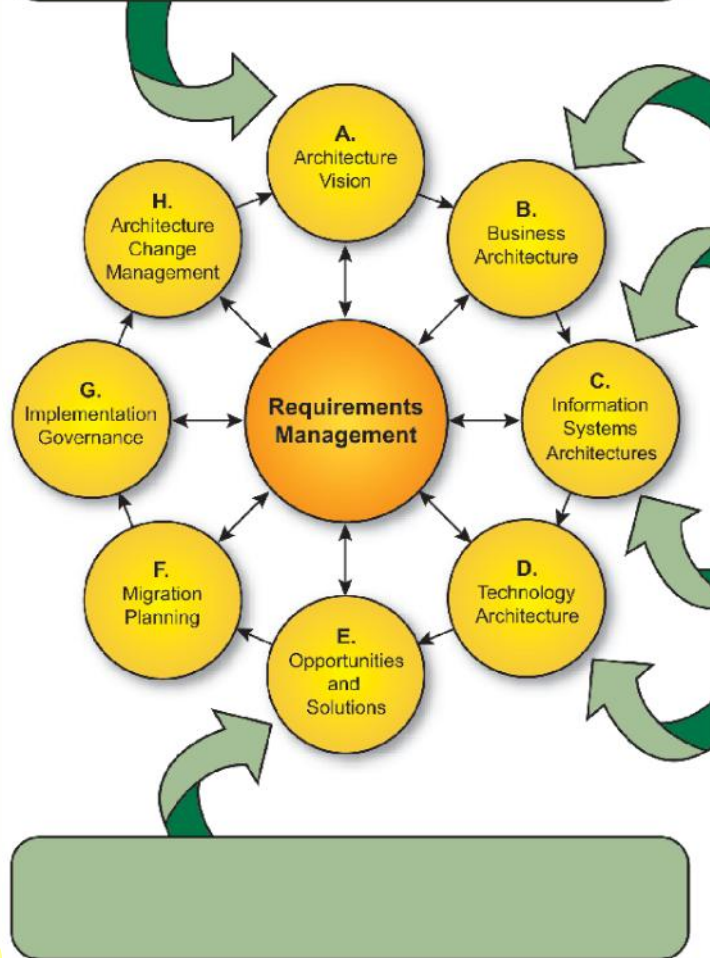 A.
Architecture
Vision
B.
Business
Architecture
C.
Information
Systems
Architectures
D.
Technology
Architecture
E.
Opportunities
and
Solutions
F.
Migration
Planning
G.
Implementation
Governance
H.
Architecture
Change
Management
Requirements
Management